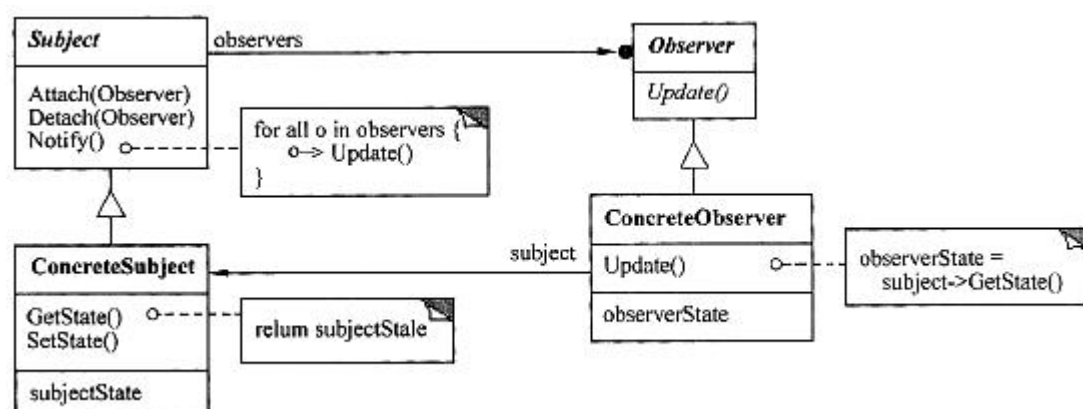 Subject
observers
Observer
Attach(Observer)
Detach(Observer)
Notify()
for all o in observers {
o-> Update()
}
Update()
ConcreteSubject
GetState()
SetState()
subjectState
relum subjectStale
subject
ConcreteObserver
Update()
observerState
observerState =
subject->GetState()